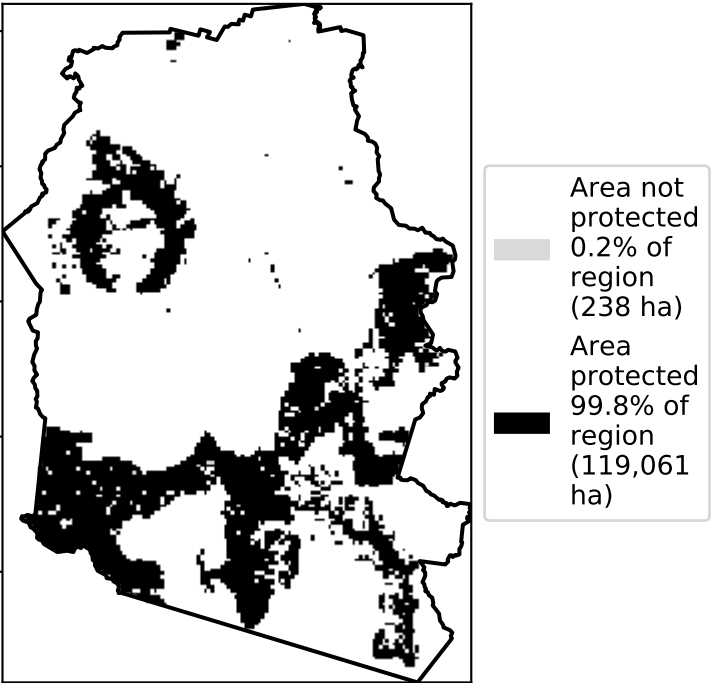 Area not
protected
0.2% of
region
(238 ha)
Area
protected
99.8% of
region
(119,061
ha)